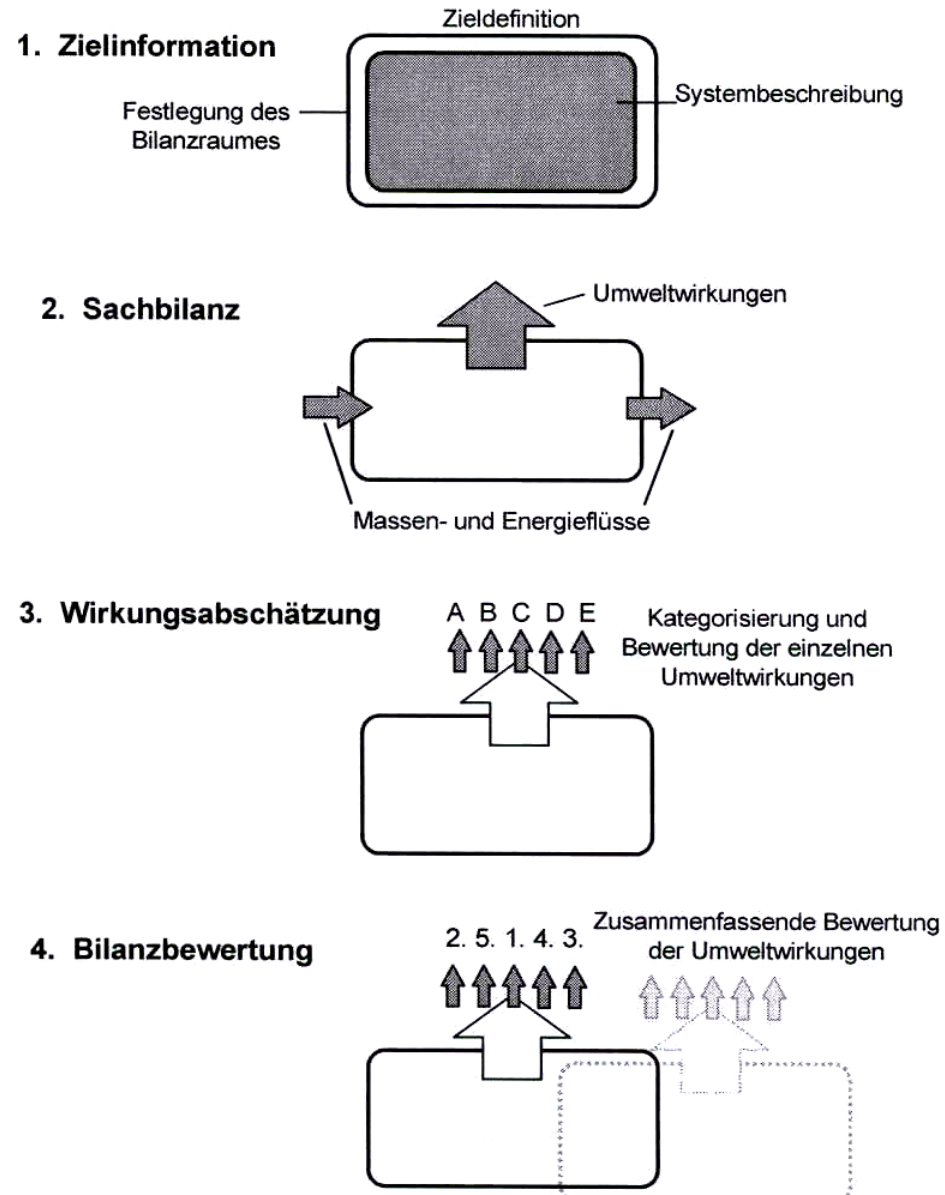 Zieldefinition
1. Zielinformation
Systembeschreibung
Festlegung des
Bilanzraumes
2. Sachbilanz
Umweltwirkungen
Massen- und Energieflüsse
3. Wirkungsabschätzung
A B C D E
Kategorisierung und
Bewertung der einzelnen
Umweltwirkungen
4. Bilanzbewertung
2. 5. 1. 4. 3.
Zusammenfassende Bewertung
der Umweltwirkungen